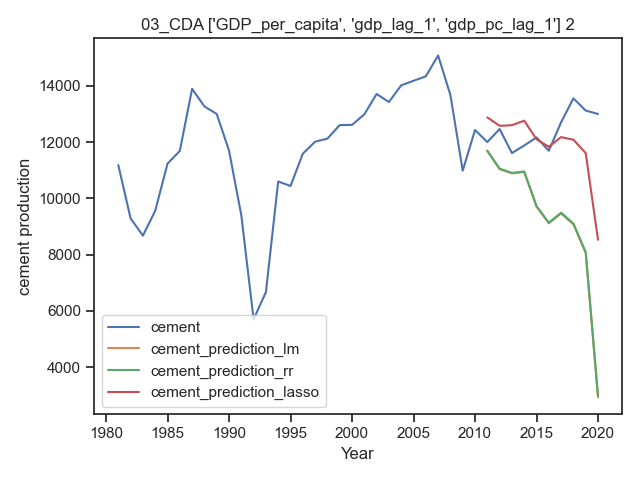 03_CDA ['GDP_per_capita', 'gdp_lag_1', 'gdp_pc_lag_1'] 2
cement production
14000
12000
10000
8000
6000
4000
cement
cement_prediction_lm
cement_prediction_rr
cement_prediction_lasso
1980 1985 1990 1995 2000 2005 2010 2015 2020
Year